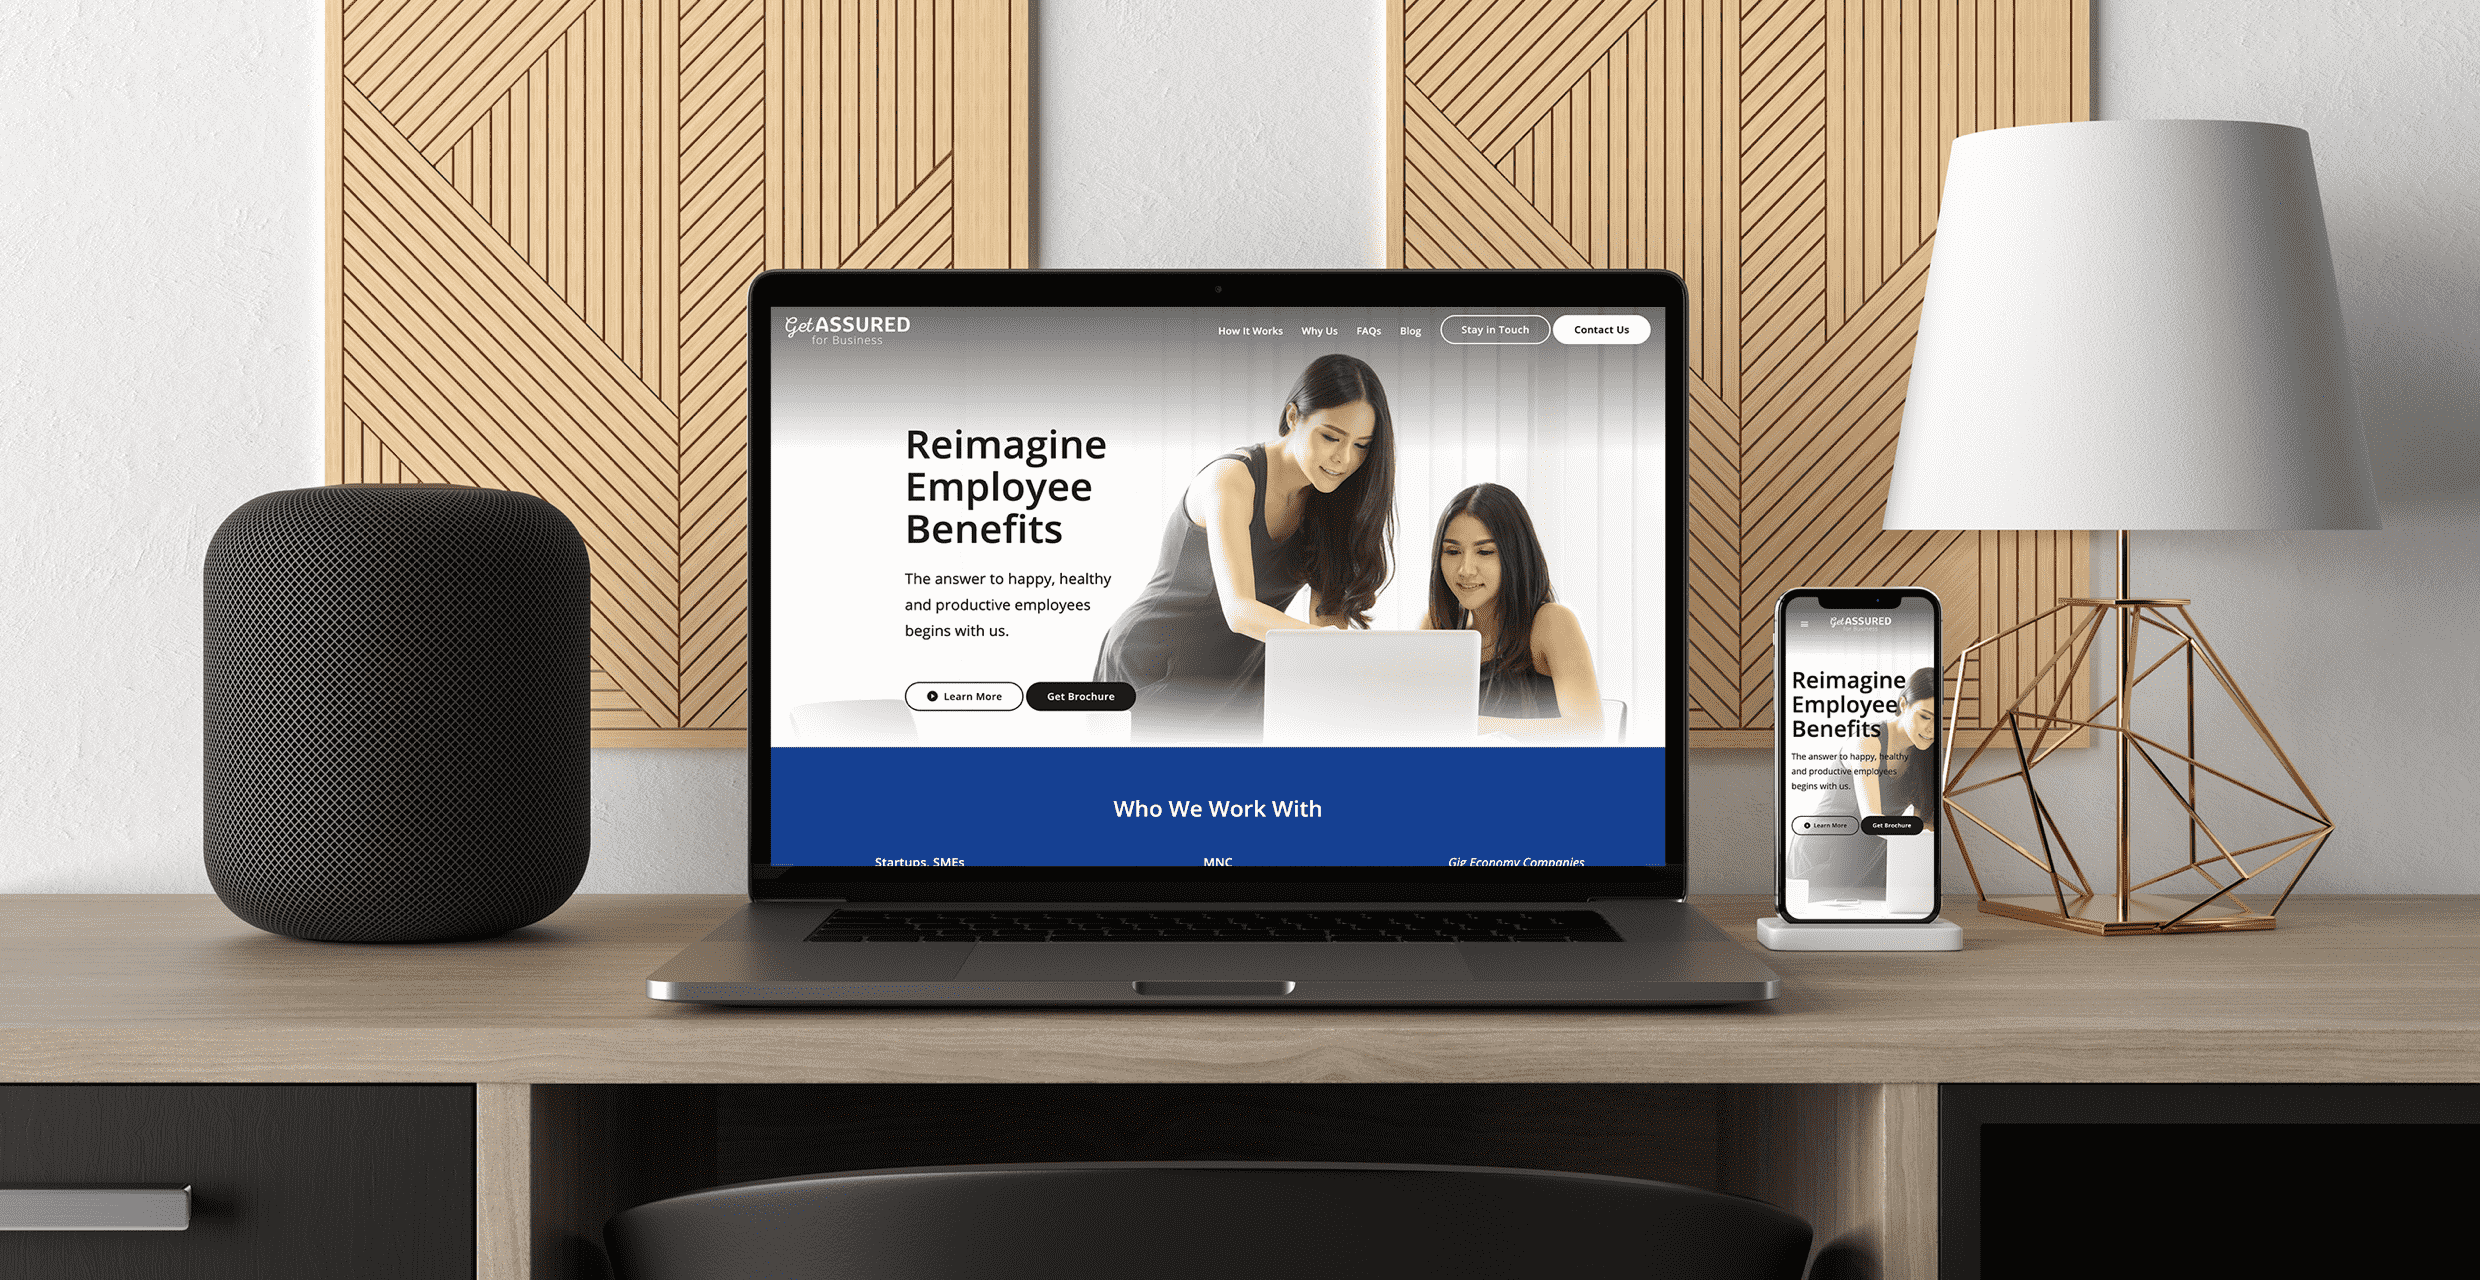 GetASSURED
for Business
How It Works Why Us FAQs Blog Stay in Touch Contact Us
Reimagine
Employee
Benefits
The answer to happy, healthy
and productive employees
begins with us.
Learn More Get Brochure
Who We Work With
Startups, SMEs MNC Gig Economy Companies
GetASSURED
for Business
Reimagine
Employee
Benefits
The answer to happy, healthy
and productive employees
begins with us.
Learn More Get Brochure